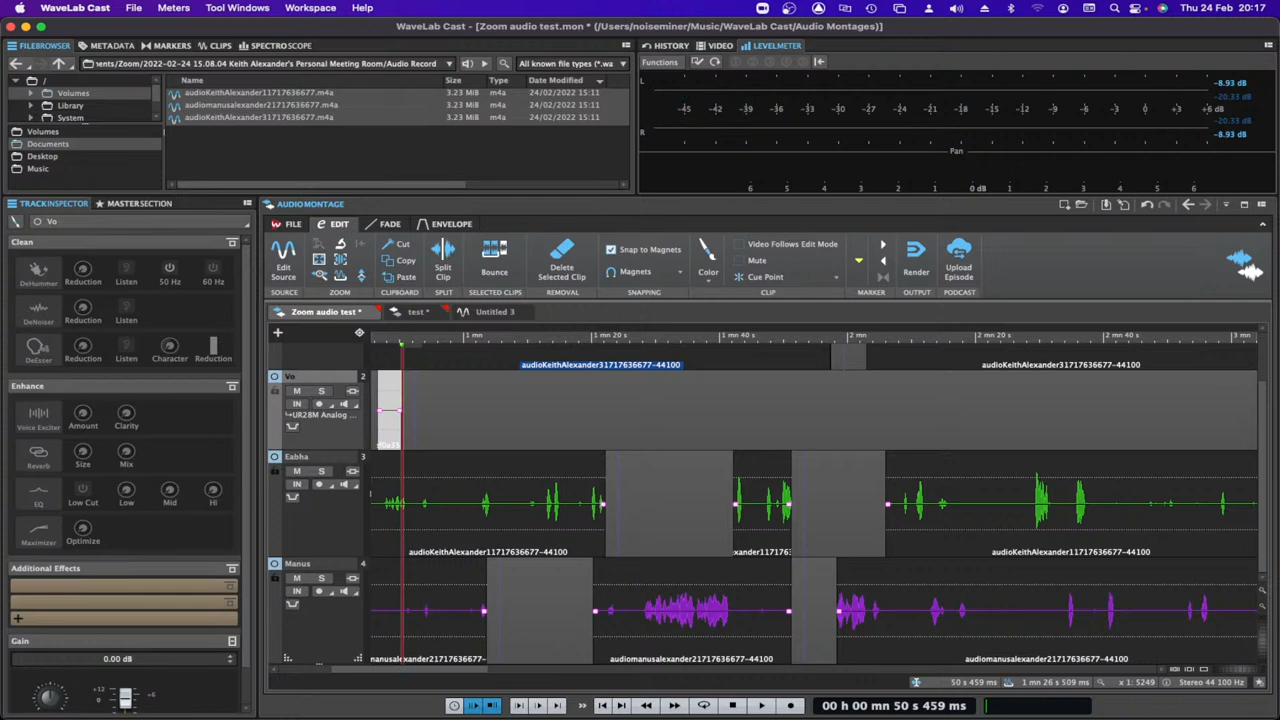 WaveLab Cast File Meters Tool Windows Workspace Help Thu 24 Feb 20:17
WaveLab Cast - [Zoom audio test.mon * (/users/noiseminer/Music/WaveLab Cast/Audio Montages)]
FILEBROWSER METADATA MARKERS CLIPS SPECTROSCOPE
HISTORY VIDEO LEVELMETER
ents/Zoom/2022-02-24 15.08.04 Keith Alexander's Personal Meeting Room/Audio Record
All known file types (*.wa
Functions
/
Volumes
Library
System
Volumes
Documents
Desktop
Music
Name Size Type Date Modified
audioKeithAlexander11717636677.m4a 3.23 MiB m4a 24/02/2022 15:11
audiomanusalexander21717636677.m4a 3.23 MiB m4a 24/02/2022 15:11
audioKeithAlexander31717636677.m4a 3.23 MiB m4a 24/02/2022 15:11
L
-45 -42 -39 -36 -33 -30 -27 -24 -21 -18 -15 -12 -9 -6 -3 0 +3 +6 dB
R
-8.93 dB
-20.33 dB
-20.33 dB
-8.93 dB
Pan
6 5 4 3 2 1 0 dB 1 2 3 4 5 6
TRACKINSPECTOR MASTERSECTION
Vo
Clean
DeHummer Reduction Listen 50 Hz 60 Hz
DeNoiser Reduction Listen
DeEsser Reduction Listen Character Reduction
Enhance
Voice Exciter Amount Clarity
Reverb Size Mix
EQ Low Cut Low Mid Hi
Maximizer Optimize
Additional Effects
+
Gain
0.00 dB
+12
0
+6
AUDIOMONTAGE
FILE EDIT FADE ENVELOPE
Edit
Source
SOURCE
ZOOM
Cut
Copy
Paste
CLIPBOARD
Split
Clip
SPLIT
Bounce
SELECTED CLIPS
Delete
Selected Clip
REMOVAL
Snap to Magnets
Magnets
SNAPPING
Color
Video Follows Edit Mode
Mute
Cue Point
CLIP
MARKER
Render
OUTPUT
Upload
Episode
PODCAST
Zoom audio test * test * Untitled 3
1 mn 1 mn 20 s 1 mn 40 s 2 mn 2 mn 20 s 2 mn 40 s 3 mn
audioKeithAlexander31717636677-44100 audioKeithAlexander31717636677-44100
Vo 2
M S
IN
UR28M Analog ...
Eabha 3
M S
IN
audioKeithAlexander11717636677-44100 audioKeithAlexander11717636677-44100
Manus 4
M S
IN
manusalexander21717636677-44100 audiomanusalexander21717636677-44100 audiomanusalexander21717636677-44100
50 s 459 ms 1 mn 26 s 509 ms x 1: 5249 Stereo 44 100 Hz
00 h 00 mn 50 s 459 ms